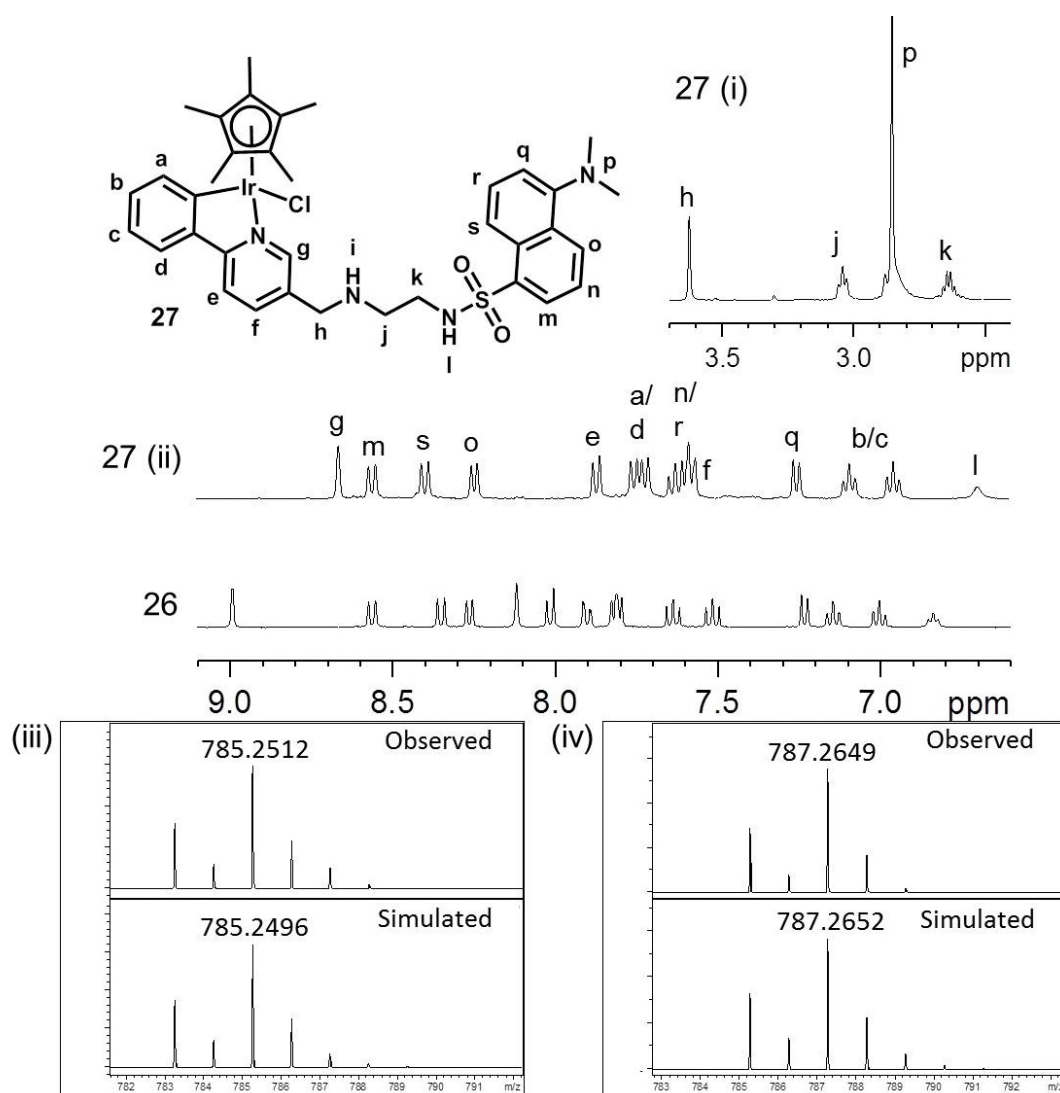 27 (i)
p
h
j
k
3.5
3.0
ppm
a
b
c
d
e
f
g
h
i
j
k
l
m
n
o
p
q
r
s
Ir
Cl
N
H
N
N
H
S
O
O
N
27
27 (ii)
g
m
s
o
e
a/
d
n/
r
f
q
b/c
l
26
9.0
8.5
8.0
7.5
7.0
ppm
(iii)
Observed
785.2512
Simulated
785.2496
782 783 784 785 786 787 788 789 790 791 m/z
(iv)
Observed
787.2649
Simulated
787.2652
783 784 785 786 787 788 789 790 791 792 m/z